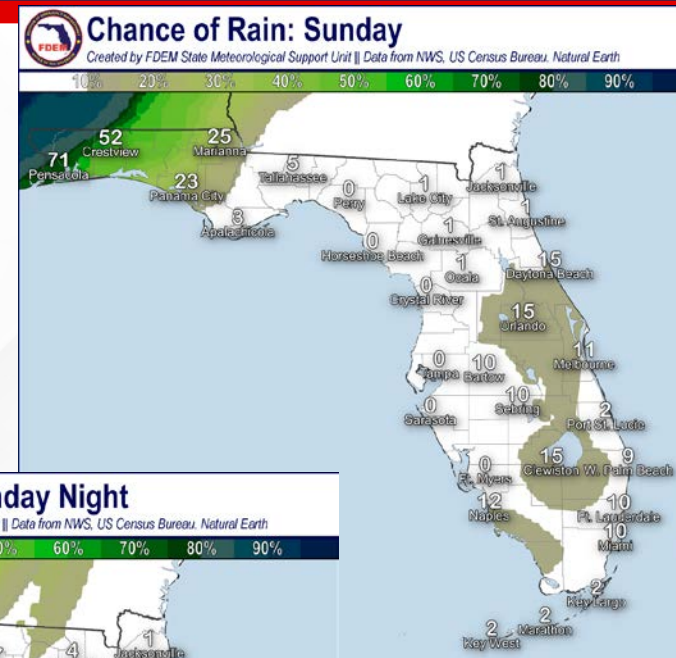 FDEM
Chance of Rain: Sunday
Created by FDEM State Meteorological Support Unit || Data from NWS, US Census Bureau. Natural Earth
10% 20% 30% 40% 50% 60% 70% 80% 90%
52
Crestview
25
Marianna
71
Pensacola
23
Panama City
3
Apalachicola
5
Tallahassee
0
Perry
1
Lake City
1
Jacksonville
1
St. Augustine
0
Horseshoe Beach
1
Gainesville
1
Ocala
15
Daytona Beach
0
Crystal River
15
Orlando
11
Melbourne
0
Tampa
10
Bartow
10
Sebring
0
Sarasota
2
Port St. Lucie
0
Ft. Myers
15
Clewiston
9
W. Palm Beach
12
Naples
10
Ft. Lauderdale
10
Miami
2
Key Largo
2
Marathon
2
Key West
day Night
|| Data from NWS, US Census Bureau. Natural Earth
0% 60% 70% 80% 90%
4
1
Jacksonville